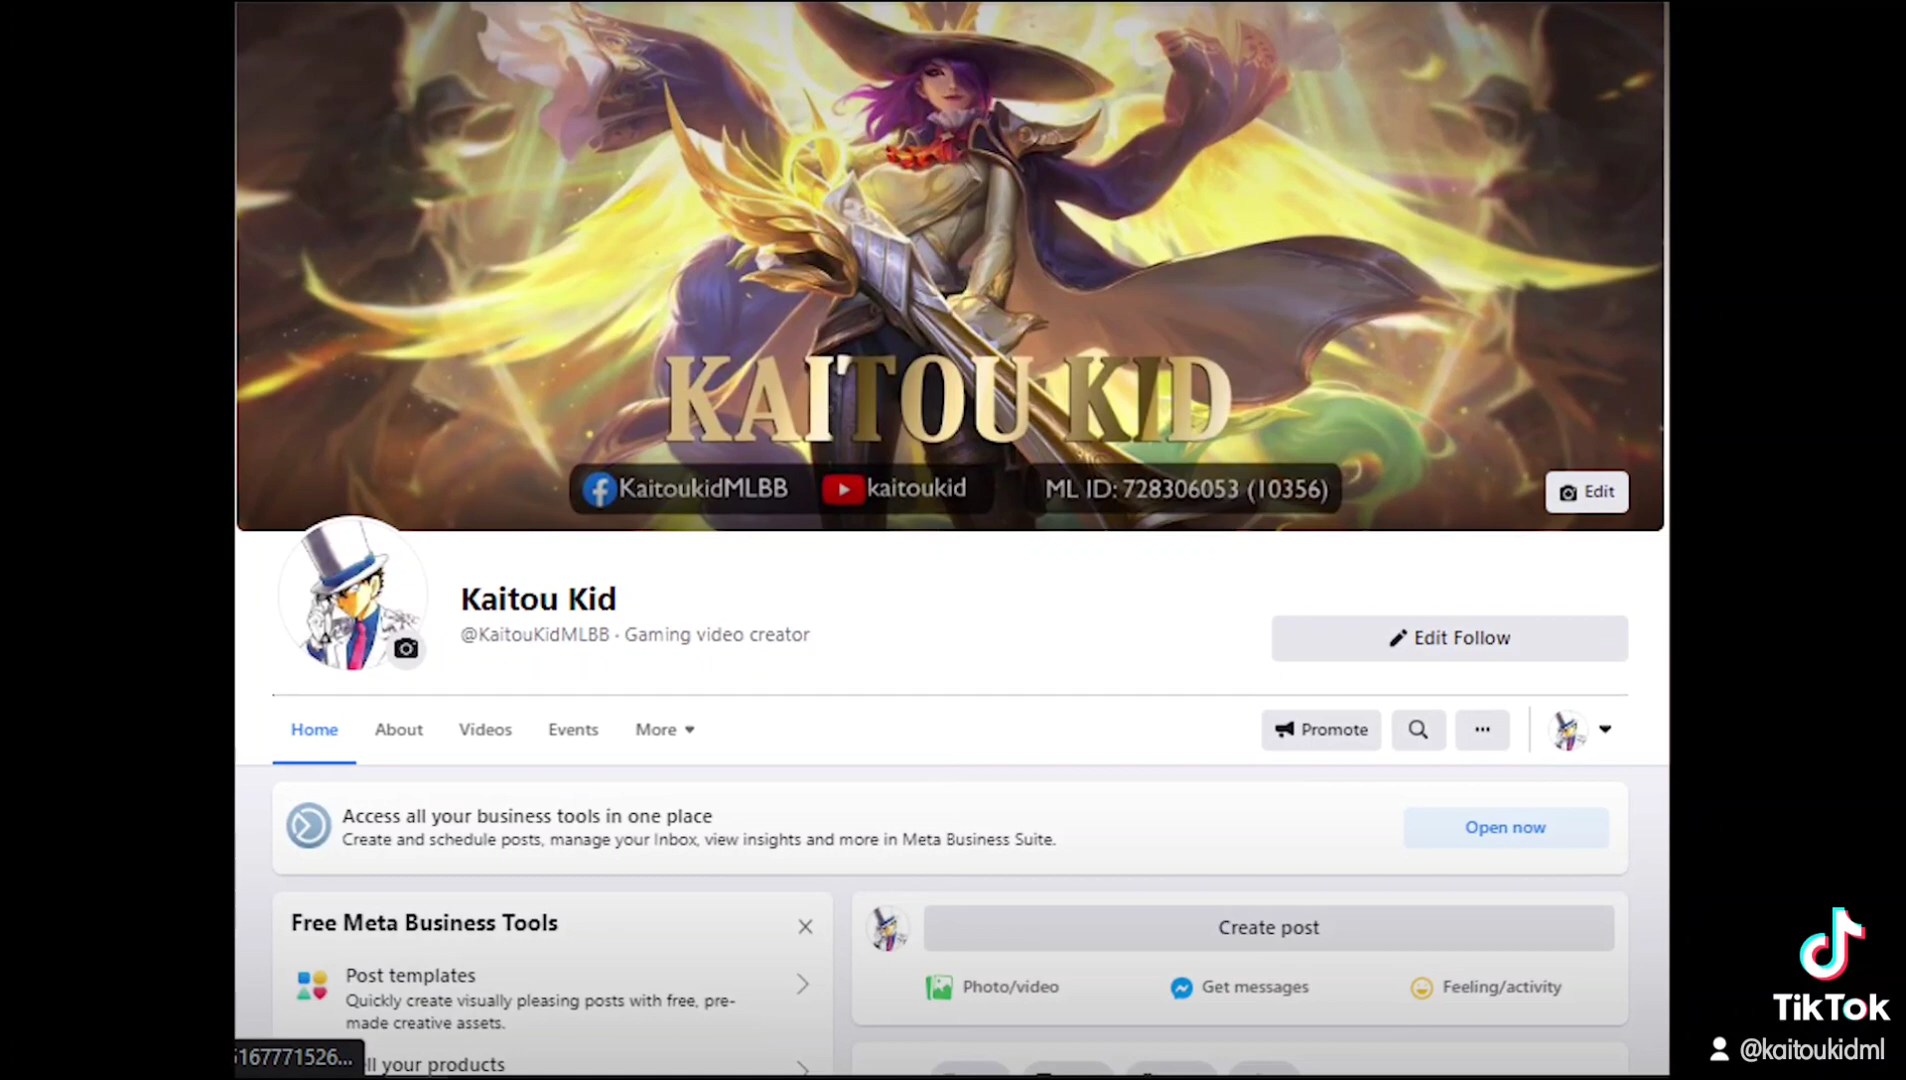 KAITOU KID
KaitoukidMLBB kaitoukid ML ID: 728306053 (10356)
Edit
Kaitou Kid
@KaitouKidMLBB · Gaming video creator
Edit Follow
Home About Videos Events More
Promote
Access all your business tools in one place
Create and schedule posts, manage your Inbox, view insights and more in Meta Business Suite.
Open now
Free Meta Business Tools
Post templates
Quickly create visually pleasing posts with free, pre-
made creative assets.
your products
Create post
Photo/video Get messages Feeling/activity
167771526...
TikTok
@kaitoukidml